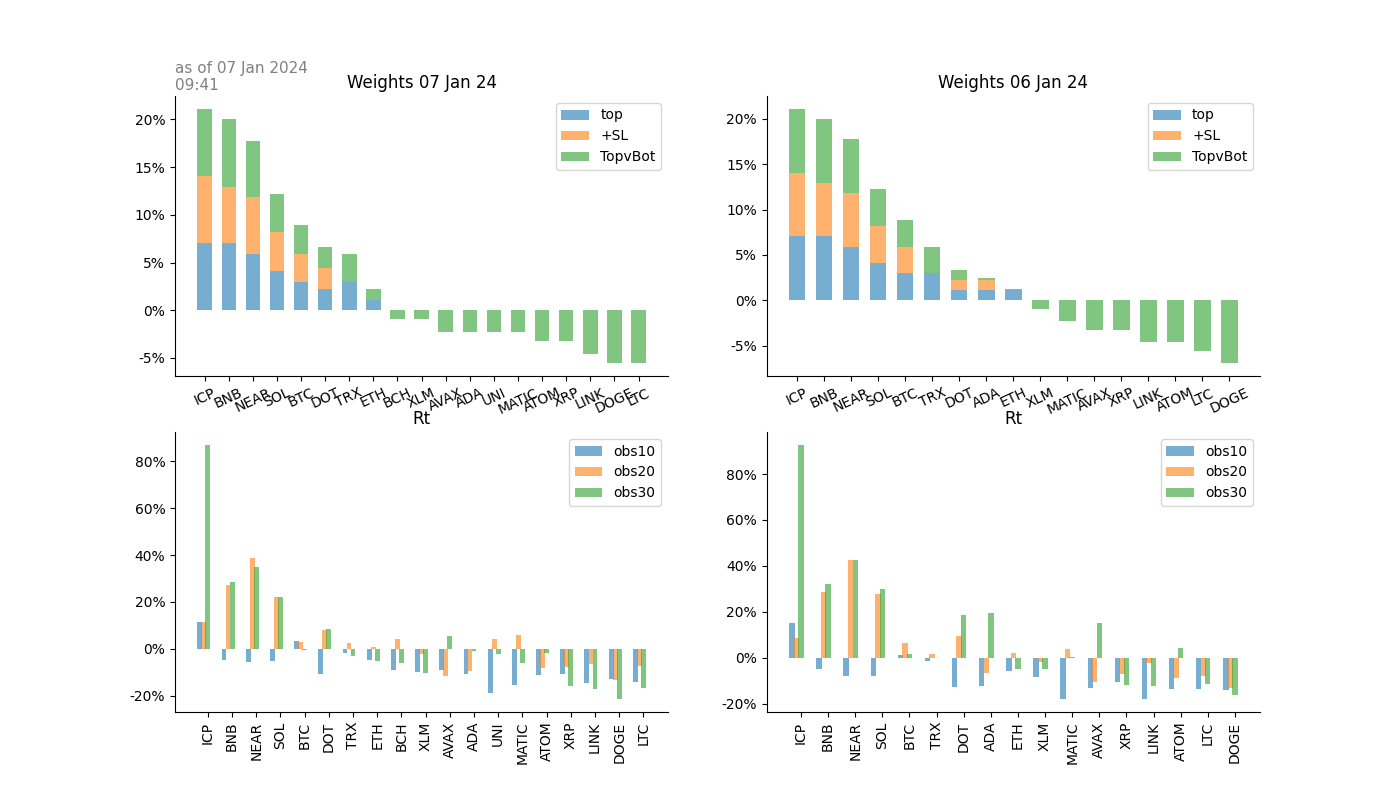 as of 07 Jan 2024
09:41
Weights 07 Jan 24
20%
15%
10%
5%
0%
-5%
top
+SL
TopvBot
ICP BNB NEAR SOL BTC DOT TRX ETH BCH XLM AVAX ADA UNI MATIC ATOM XRP LINK DOGE LTC
Weights 06 Jan 24
20%
15%
10%
5%
0%
-5%
top
+SL
TopvBot
ICP BNB NEAR SOL BTC TRX DOT ADA ETH XLM MATIC AVAX XRP LINK ATOM LTC DOGE
Rt
80%
60%
40%
20%
0%
-20%
obs10
obs20
obs30
ICP BNB NEAR SOL BTC DOT TRX ETH BCH XLM AVAX ADA UNI MATIC ATOM XRP LINK DOGE LTC
Rt
80%
60%
40%
20%
0%
-20%
obs10
obs20
obs30
ICP BNB NEAR SOL BTC TRX DOT ADA ETH XLM MATIC AVAX XRP LINK ATOM LTC DOGE